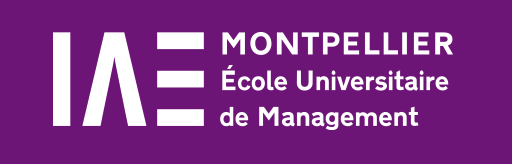 IAE
MONTPELLIER
École Universitaire
de Management